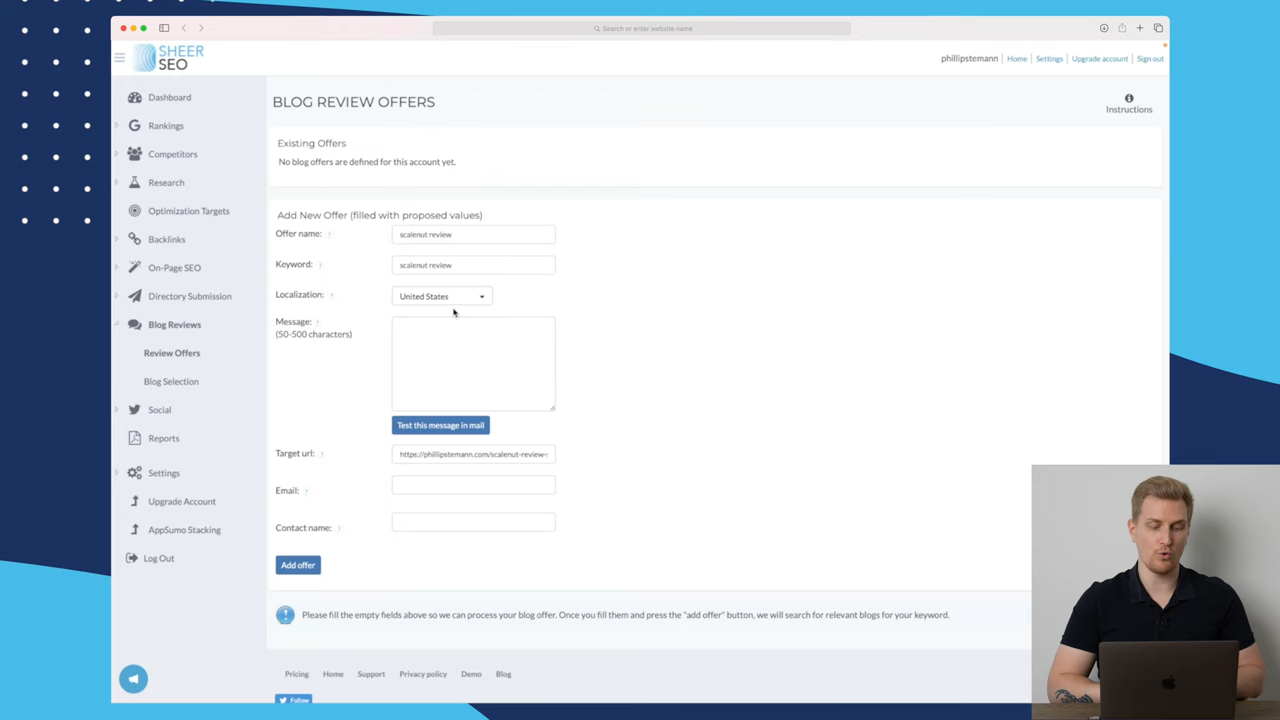 Search or enter website name
SHEER
SEO
phillipstemann
Home
Settings
Upgrade account
Sign out
Dashboard
Rankings
Competitors
Research
Optimization Targets
Backlinks
On-Page SEO
Directory Submission
Blog Reviews
Review Offers
Blog Selection
Social
Reports
Settings
Upgrade Account
AppSumo Stacking
Log Out
BLOG REVIEW OFFERS
Instructions
Existing Offers
No blog offers are defined for this account yet.
Add New Offer (filled with proposed values)
Offer name: ?
scalenut review
Keyword: ?
scalenut review
Localization: ?
United States
Message: ?
(50-500 characters)
Test this message in mail
Target url: ?
https://phillipstemann.com/scalenut-review-
Email: ?
Contact name: ?
Add offer
Please fill the empty fields above so we can process your blog offer. Once you fill them and press the "add offer" button, we will search for relevant blogs for your keyword.
Pricing
Home
Support
Privacy policy
Demo
Blog
Follow